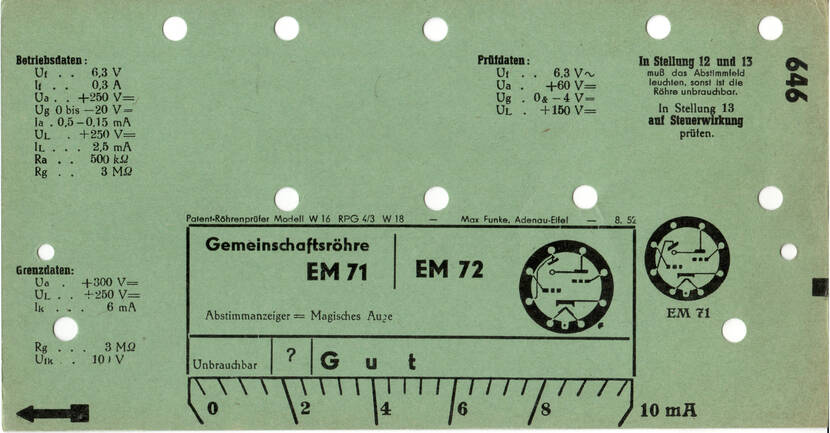 Betriebsdaten:
Uf . . 6,3 V
If . . 0,3 A
Ua . . +250 V=
Ug 0 bis —20 V=
Ia . 0,5-0,15 mA
UL . +250 V=
IL . . 2,5 mA
Ra . . 500 kΩ
Rg . . 3 MΩ
Prüfdaten:
Uf . . 6,3 V~
Ua . +60 V=
Ug . 0& -4 V=
UL . +150 V=
In Stellung 12 und 13
muß das Abstimmfeld
leuchten, sonst ist die
Röhre unbrauchbar.
In Stellung 13
auf Steuerwirkung
prüfen.
646
Grenzdaten:
Ua . +300 V=
UL . . +250 V=
Ik . . . 6 mA
Rg . . . 3 MΩ
Patent-Röhrenprüfer Modell W 16 RPG 4/3 W 18 — Max Funke, Adenau-Eifel — 8. 52
Gemeinschaftsröhre
EM 71 EM 72
Abstimmanzeiger = Magisches Auge
EM 71
Unbrauchbar ? Gut
0 2 4 6 8 10 mA